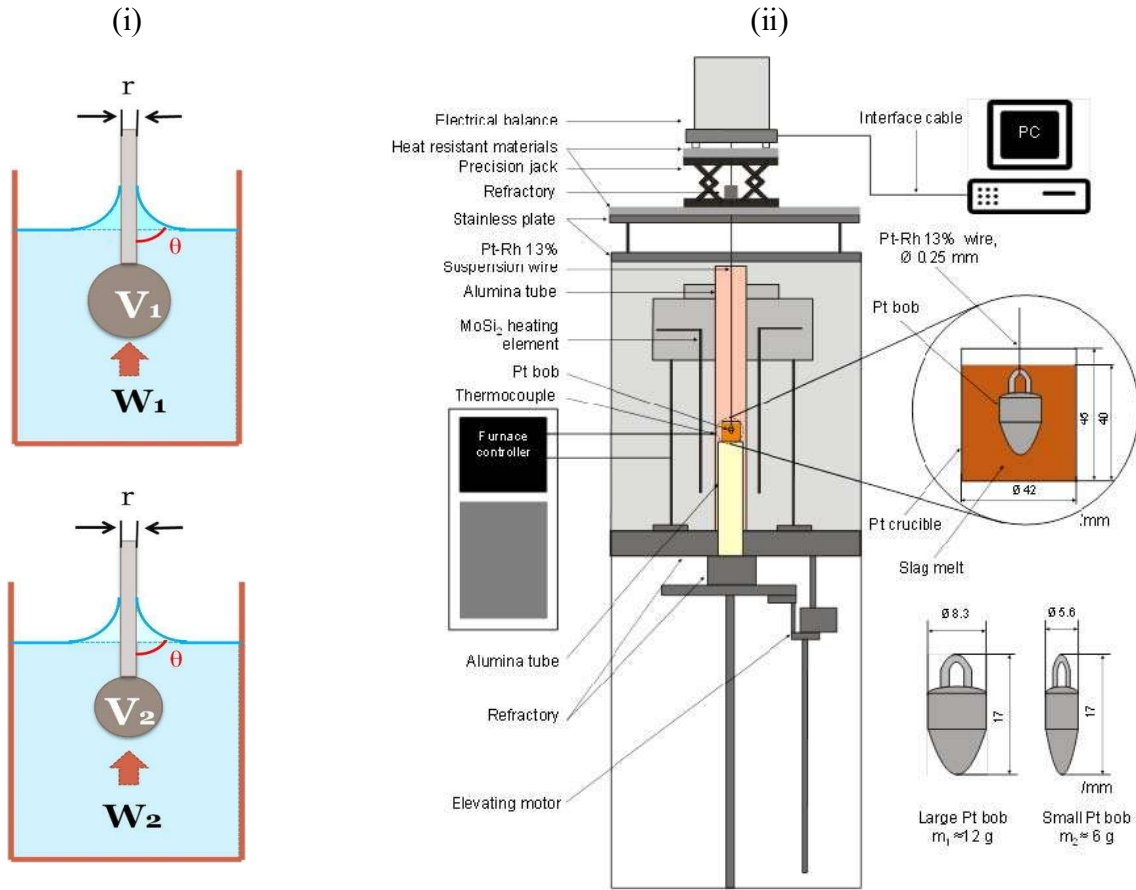 (i)
(ii)
r
θ
V₁
W₁
r
θ
V₂
W₂
Electrical balance
Heat resistant materials
Precision jack
Refractory
Stainless plate
Pt-Rh 13%
Suspension wire
Alumina tube
MoSi₂ heating
element
Pt bob
Thermocouple
Furnace
controller
Alumina tube
Refractory
Elevating motor
Interface cable
PC
Pt-Rh 13% wire,
Ø 0.25 mm
Pt bob
45
40
Ø 42
/mm
Pt crucible
Slag melt
Ø 8.3
Ø 5.6
17
17
/mm
Large Pt bob
m₁ ≈12 g
Small Pt bob
m₂ ≈ 6 g